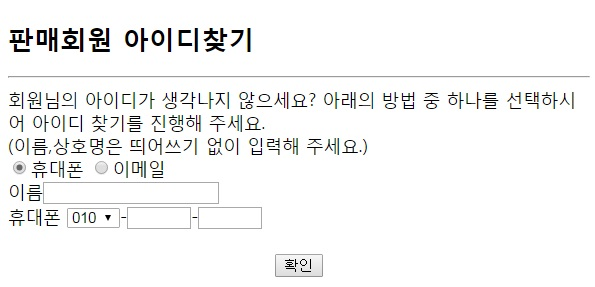 판매회원 아이디찾기
회원님의 아이디가 생각나지 않으세요? 아래의 방법 중 하나를 선택하시
어 아이디 찾기를 진행해 주세요.
(이름,상호명은 띄어쓰기 없이 입력해 주세요.)
휴대폰 이메일
이름
휴대폰 010 - -
확인